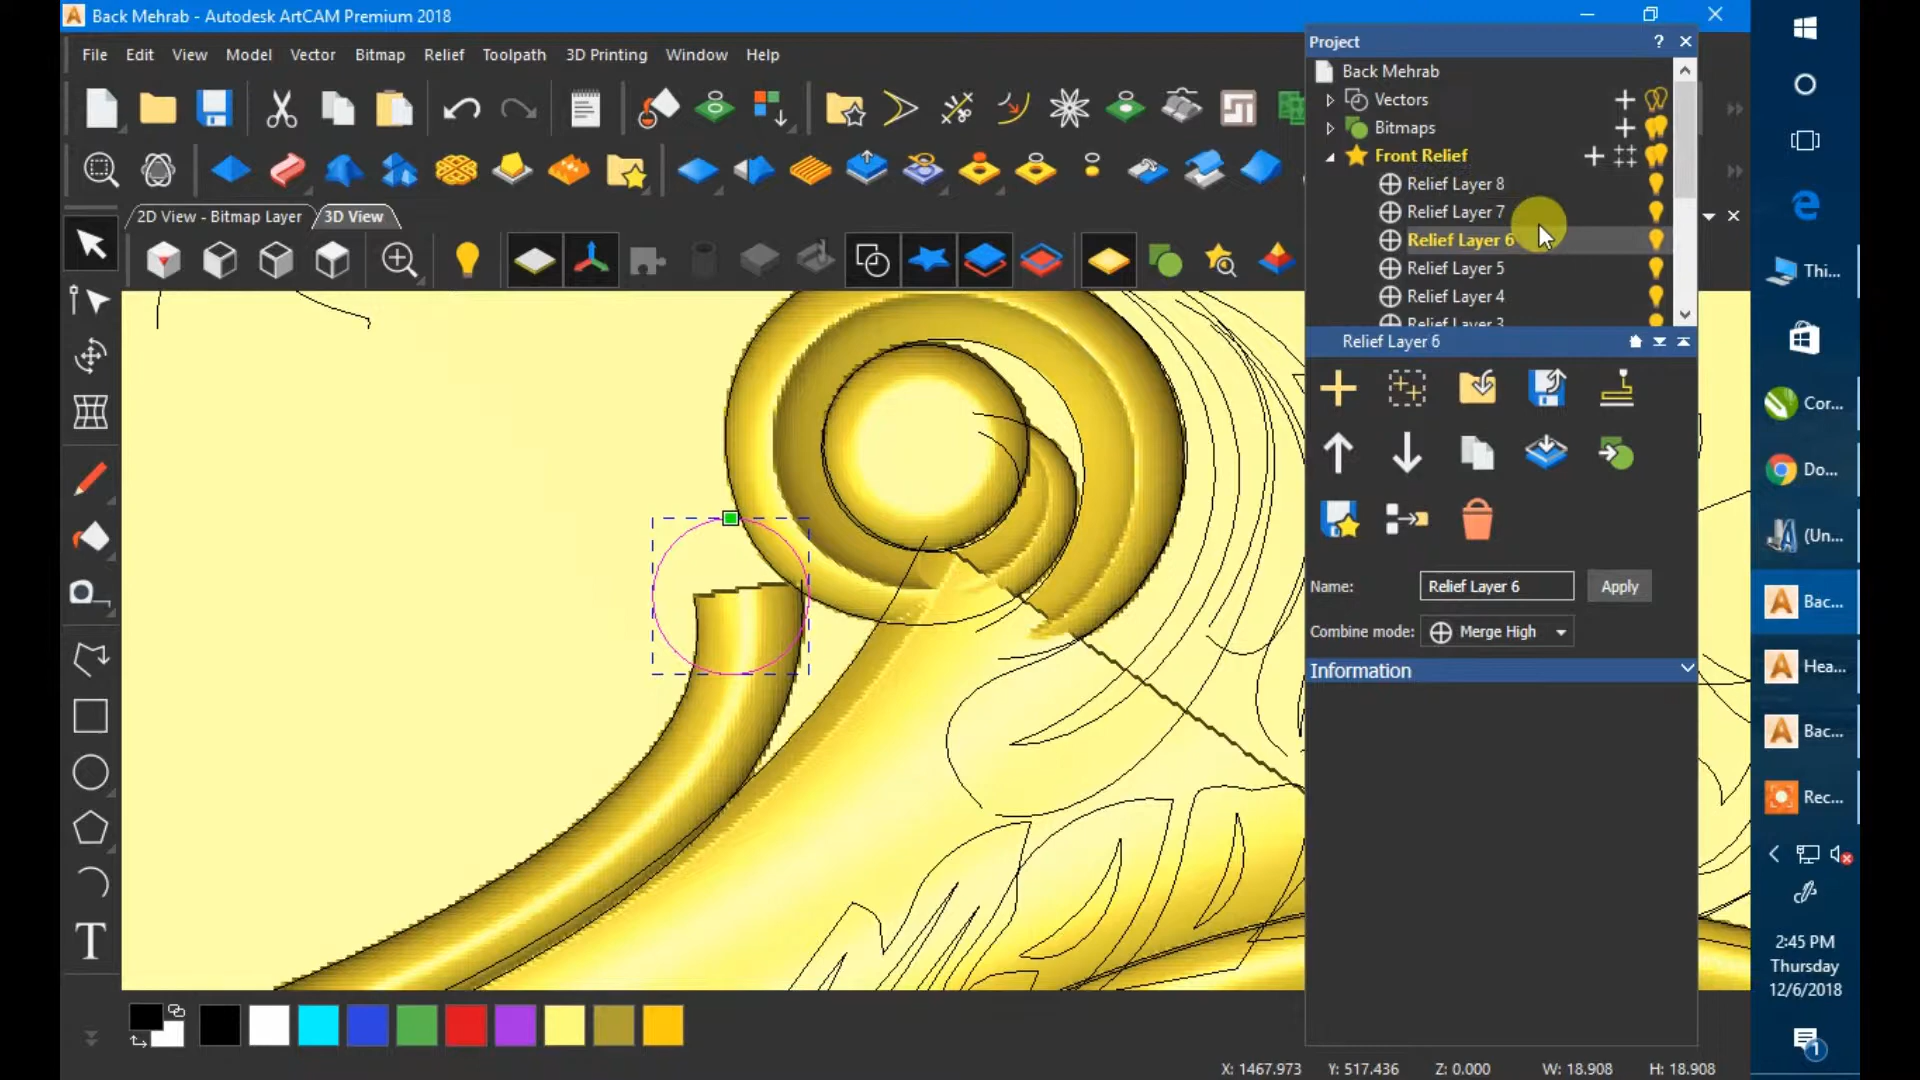 Back Mehrab - Autodesk ArtCAM Premium 2018
File Edit View Model Vector Bitmap Relief Toolpath 3D Printing Window Help
2D View - Bitmap Layer 3D View
Project
Back Mehrab
Vectors
Bitmaps
Front Relief
Relief Layer 8
Relief Layer 7
Relief Layer 6
Relief Layer 5
Relief Layer 4
Relief Layer 3
Relief Layer 6
Name: Relief Layer 6 Apply
Combine mode: Merge High
Information
X: 1467.973 Y: 517.436 Z: 0.000 W: 18.908 H: 18.908
Thi...
Cor...
Do...
(Un...
Bac...
Hea...
Bac...
Rec...
2:45 PM
Thursday
12/6/2018
1